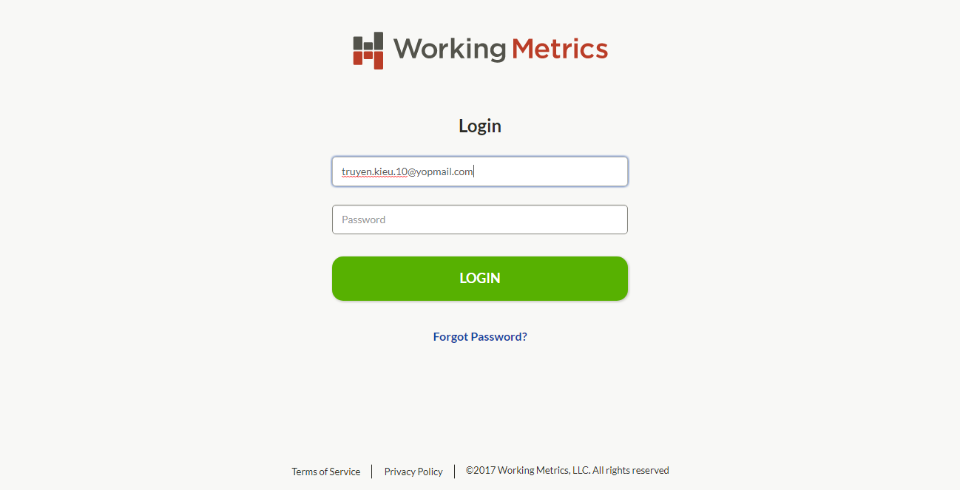 Working Metrics
Login
truyen.kieu.10@yopmail.com
Password
LOGIN
Forgot Password?
Terms of Service | Privacy Policy | ©2017 Working Metrics, LLC. All rights reserved